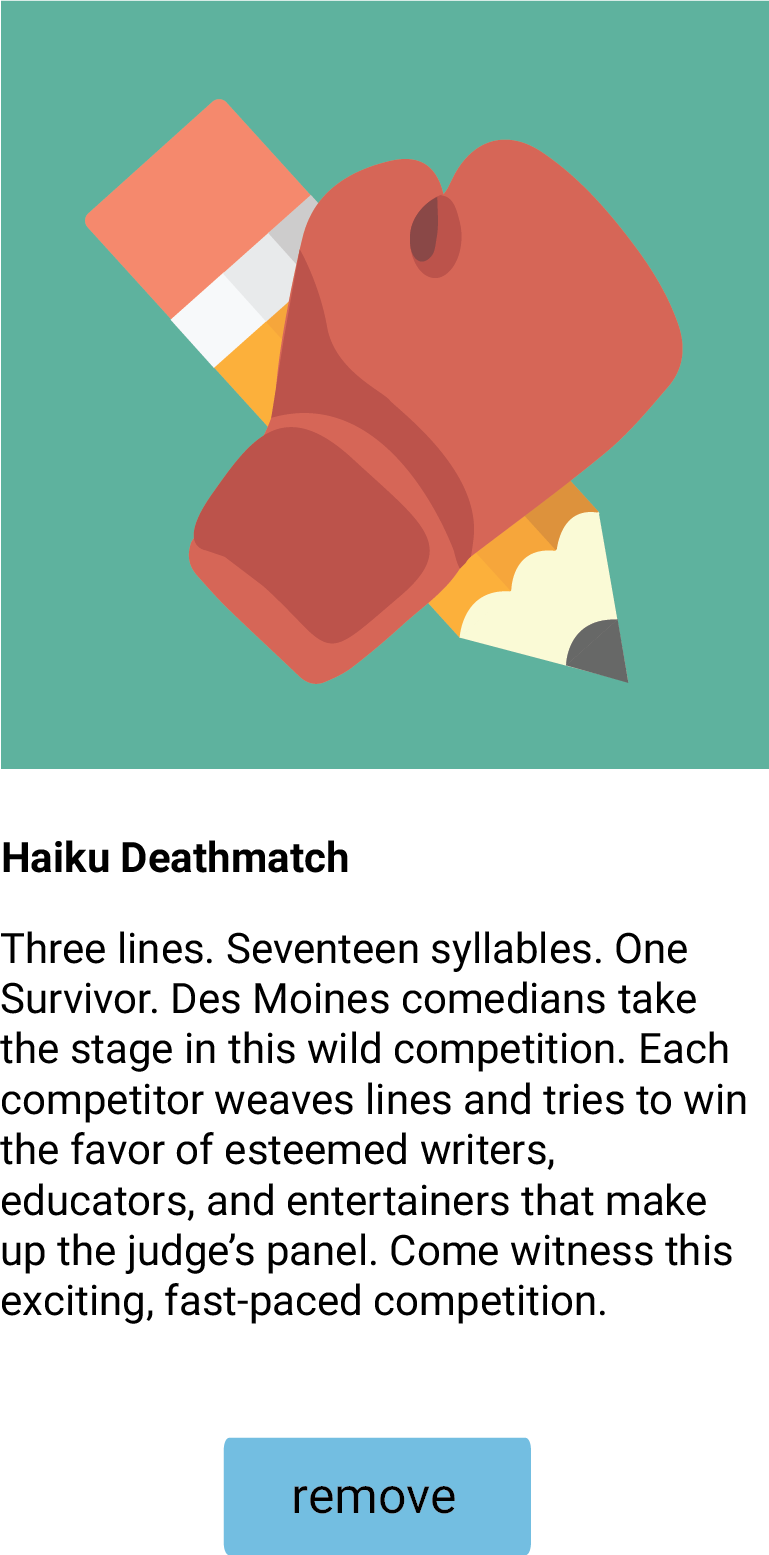 Haiku Deathmatch
Three lines. Seventeen syllables. One
Survivor. Des Moines comedians take
the stage in this wild competition. Each
competitor weaves lines and tries to win
the favor of esteemed writers,
educators, and entertainers that make
up the judge’s panel. Come witness this
exciting, fast-paced competition.
remove